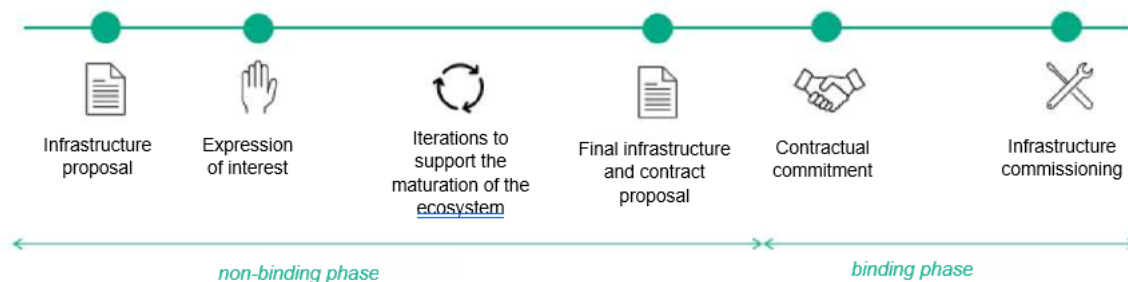 Infrastructure
proposal
Expression
of interest
Iterations to
support the
maturation of the
ecosystem
Final infrastructure
and contract
proposal
Contractual
commitment
Infrastructure
commissioning
non-binding phase
binding phase